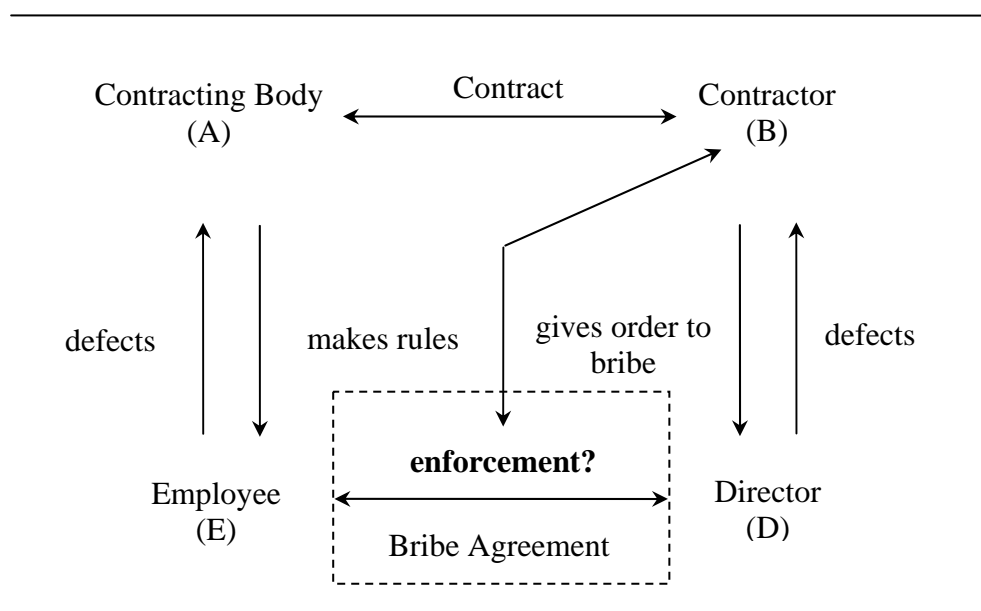 Contracting Body
(A)
Contract
Contractor
(B)
defects
makes rules
gives order to
bribe
defects
enforcement?
Employee
(E)
Bribe Agreement
Director
(D)